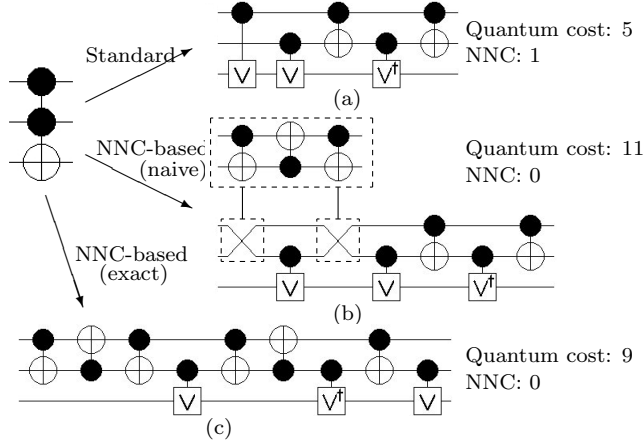 Standard
V V V†
(a)
Quantum cost: 5
NNC: 1
NNC-based
(naive)
V V V†
(b)
Quantum cost: 11
NNC: 0
NNC-based
(exact)
V V† V
(c)
Quantum cost: 9
NNC: 0